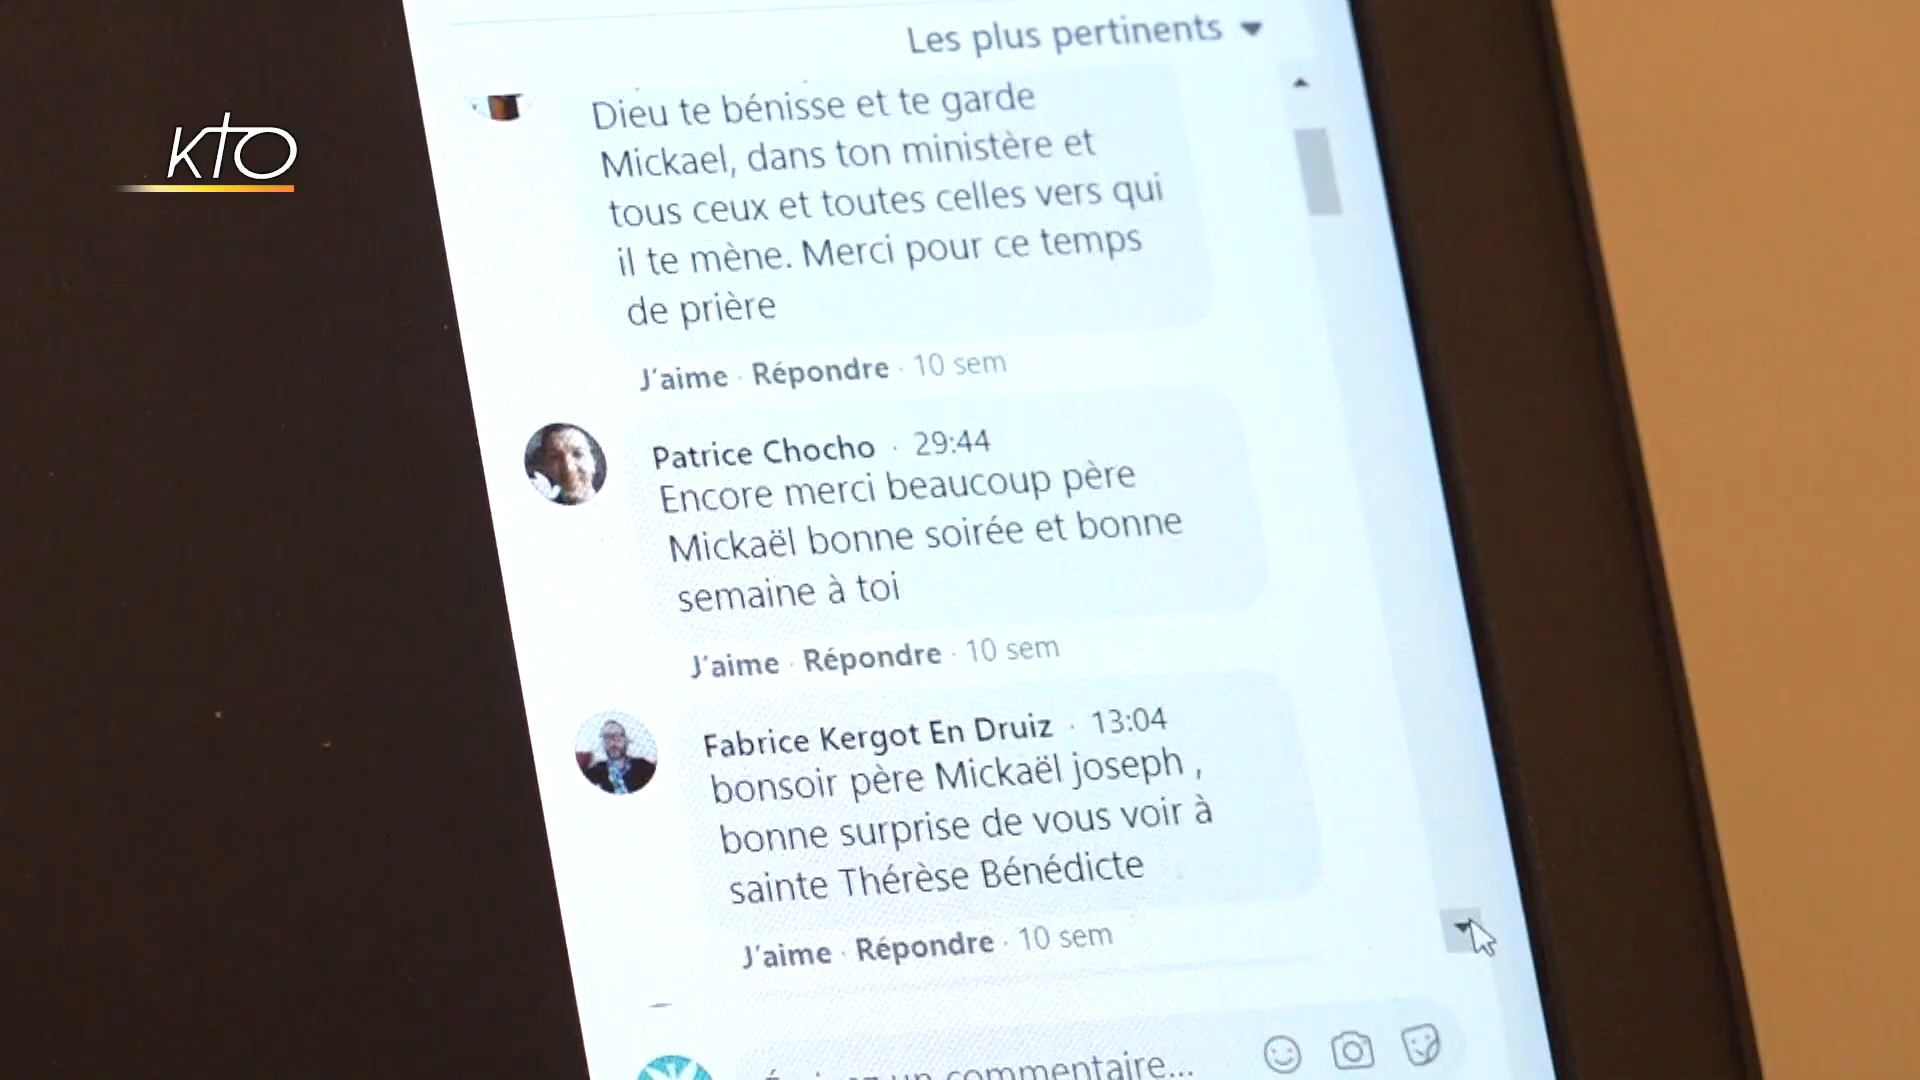 Les plus pertinents
kto
Dieu te bénisse et te garde
Mickael, dans ton ministère et
tous ceux et toutes celles vers qui
il te mène. Merci pour ce temps
de prière
J'aime · Répondre · 10 sem
Patrice Chocho · 29:44
Encore merci beaucoup père
Mickaël bonne soirée et bonne
semaine à toi
J'aime · Répondre · 10 sem
Fabrice Kergot En Druiz · 13:04
bonsoir père Mickaël joseph ,
bonne surprise de vous voir à
sainte Thérèse Bénédicte
J'aime · Répondre · 10 sem
un commentaire...